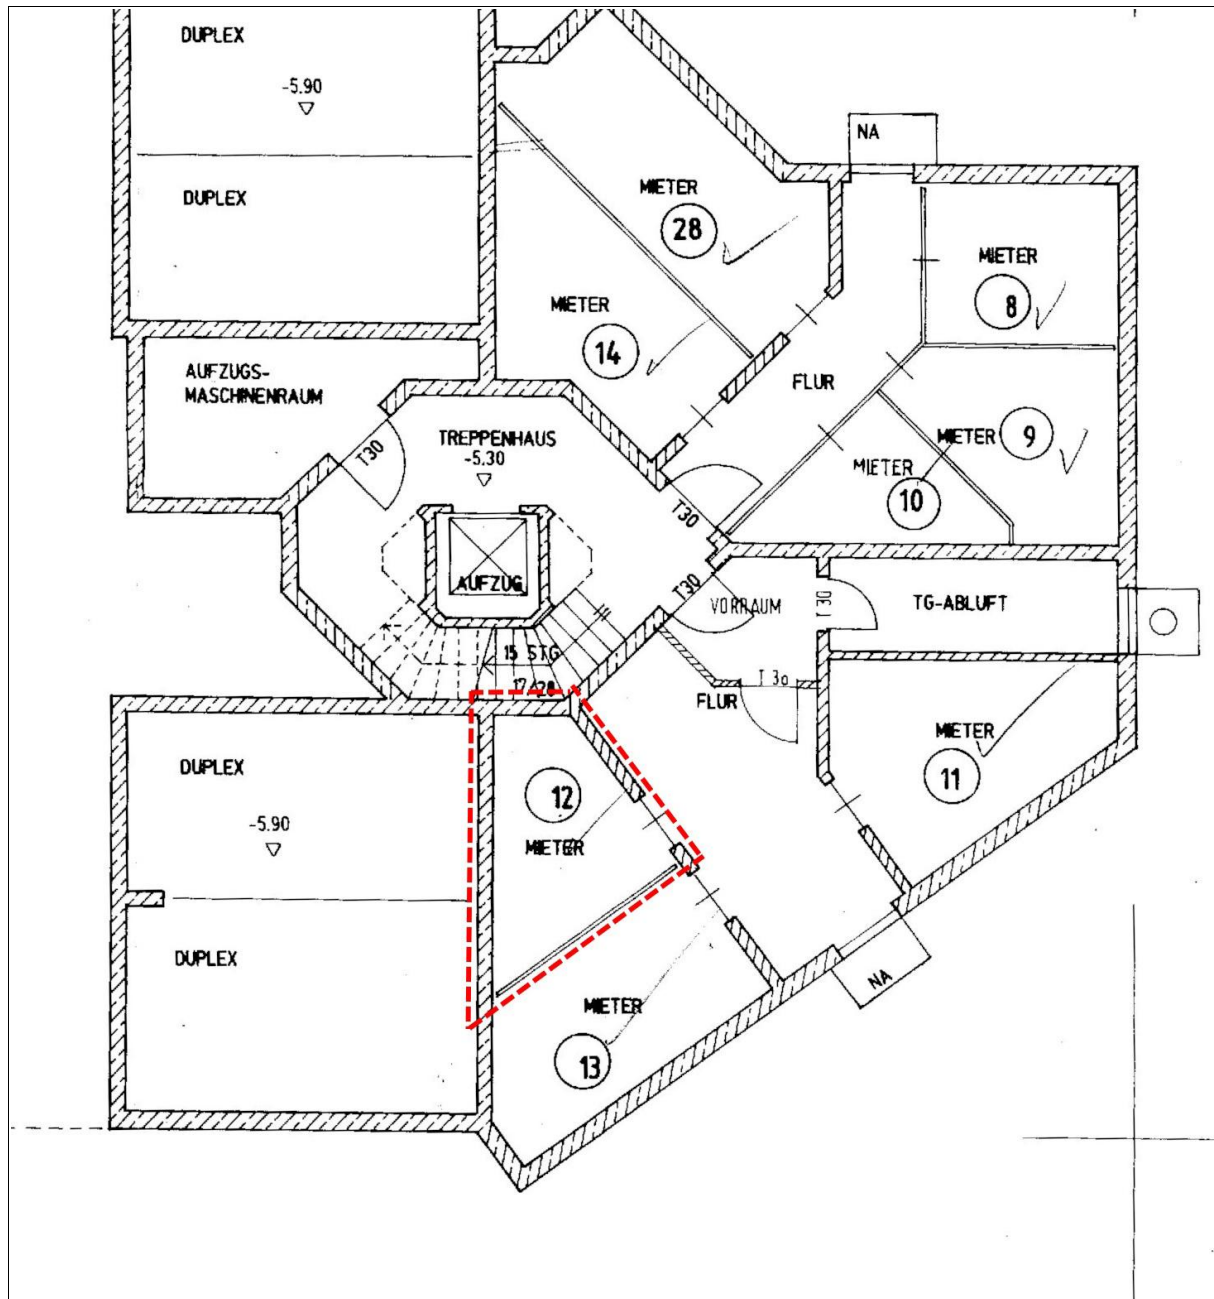 DUPLEX
-5.90
DUPLEX
NA
MIETER
28
MIETER
8
MIETER
14
AUFZUGS-
MASCHINENRAUM
FLUR
T30
TREPPENHAUS
-5.30
MIETER
9
MIETER
10
T30
AUFZUG
T30
VORRAUM
T30
TG-ABLUFT
15 STG
17/28
T30
FLUR
MIETER
11
DUPLEX
-5.90
12
MIETER
DUPLEX
NA
MIETER
13